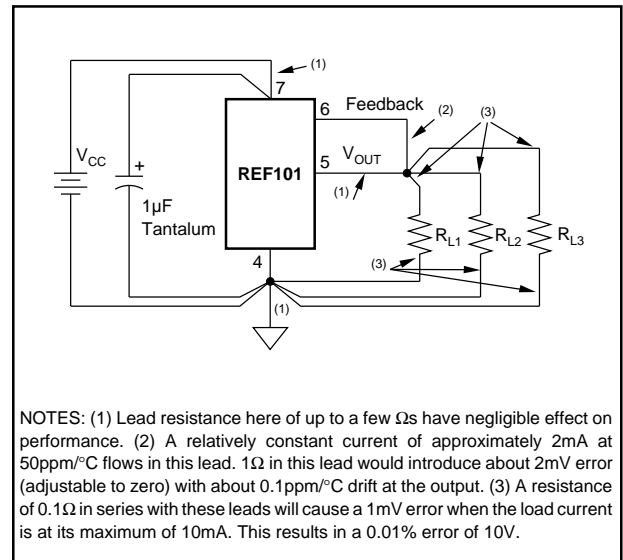 (1)
7
6 Feedback
(2)
(3)
V_CC
+
REF101
5 V_OUT
(1)
1µF
Tantalum
R_L1 R_L2 R_L3
4
(3)
(1)
NOTES: (1) Lead resistance here of up to a few Ωs have negligible effect on
performance. (2) A relatively constant current of approximately 2mA at
50ppm/°C flows in this lead. 1Ω in this lead would introduce about 2mV error
(adjustable to zero) with about 0.1ppm/°C drift at the output. (3) A resistance
of 0.1Ω in series with these leads will cause a 1mV error when the load current
is at its maximum of 10mA. This results in a 0.01% error of 10V.